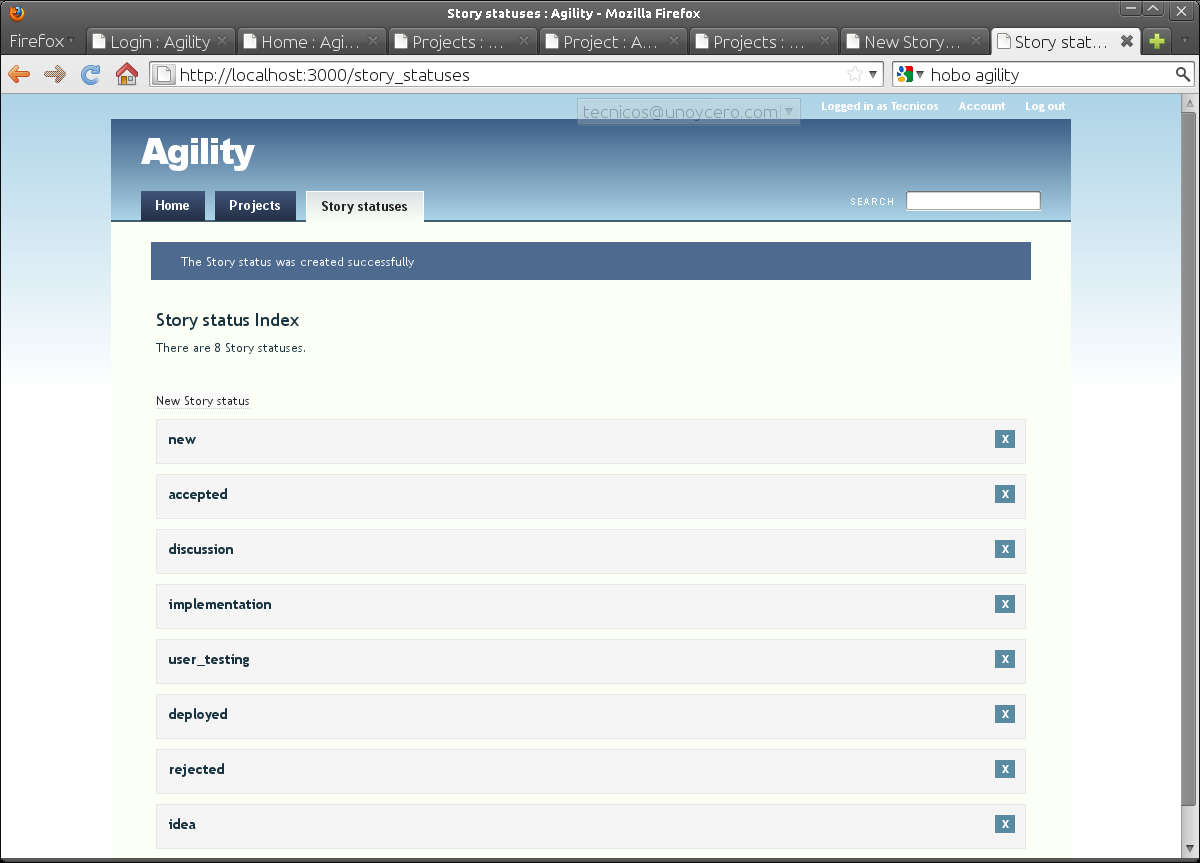 Story statuses : Agility - Mozilla Firefox
Firefox Login : Agility Home : Agi... Projects : ... Project : A... Projects : ... New Story... Story stat...
http://localhost:3000/story_statuses hobo agility
tecnicos@unoycero.com Logged in as Tecnicos Account Log out
Agility
Home Projects Story statuses SEARCH
The Story status was created successfully
Story status Index
There are 8 Story statuses.
New Story status
new X
accepted X
discussion X
implementation X
user_testing X
deployed X
rejected X
idea X